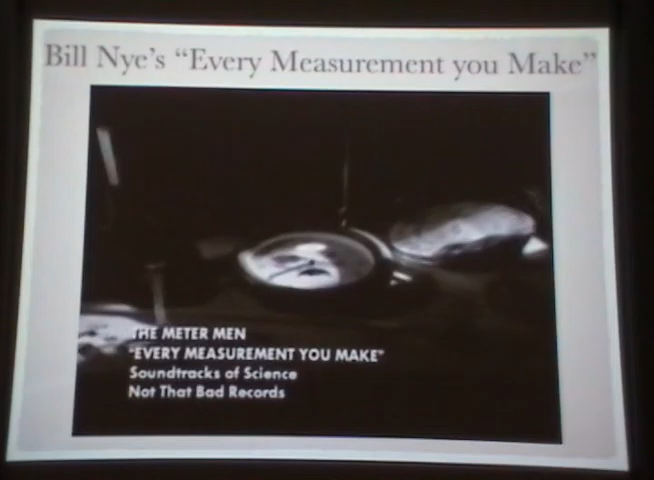 Bill Nye's “Every Measurement you Make”
THE METER MEN
"EVERY MEASUREMENT YOU MAKE"
Soundtracks of Science
Not That Bad Records